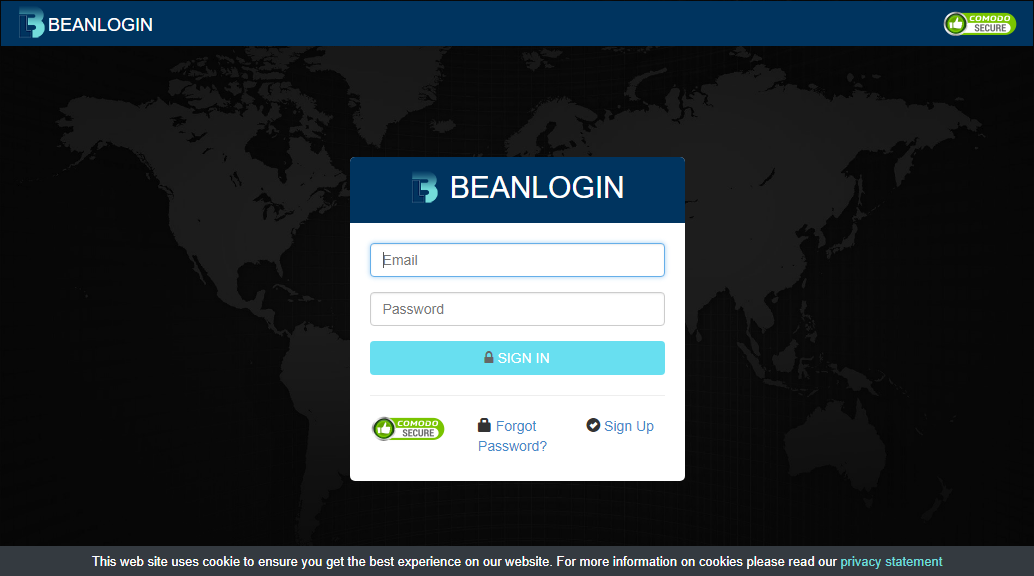 BEANLOGIN
COMODO
SECURE
BEANLOGIN
Email
Password
SIGN IN
COMODO
SECURE
Forgot
Password?
Sign Up
This web site uses cookie to ensure you get the best experience on our website. For more information on cookies please read our privacy statement